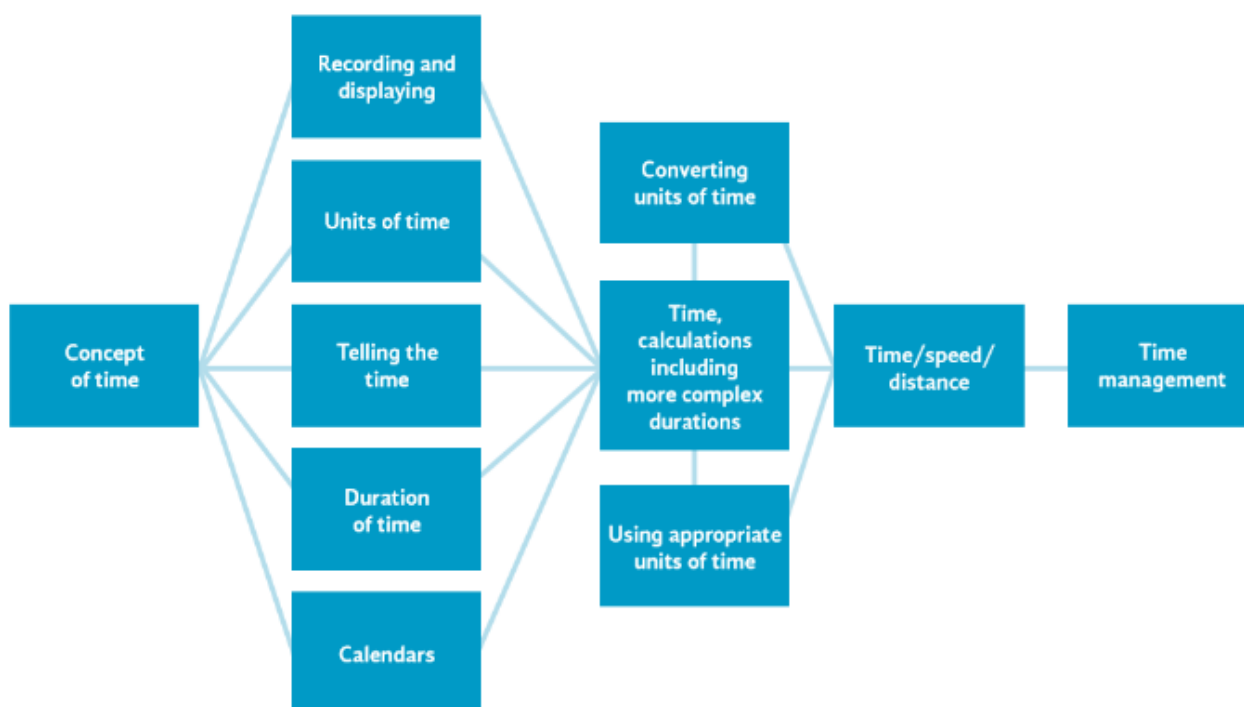 Concept
of time
Recording and
displaying
Units of time
Telling the
time
Duration
of time
Calendars
Converting
units of time
Time,
calculations
including
more complex
durations
Using appropriate
units of time
Time/speed/
distance
Time
management